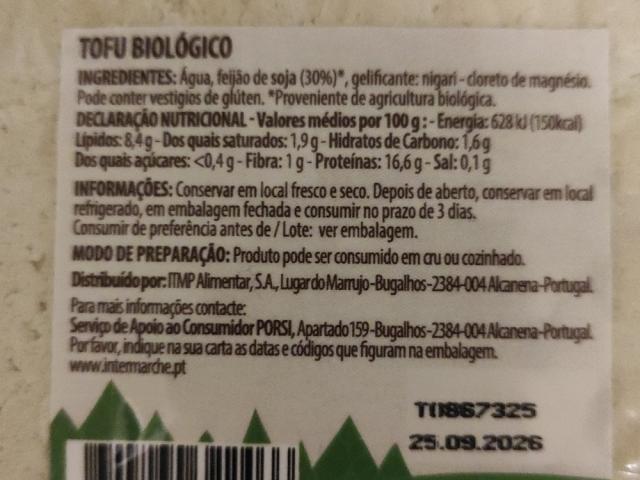 TOFU BIOLÓGICO
INGREDIENTES: Água, feijão de soja (30%)*, gelificante: nigari - cloreto de magnésio.
Pode conter vestígios de glúten. *Proveniente de agricultura biológica.
DECLARAÇÃO NUTRICIONAL - Valores médios por 100 g : - Energia: 628 kJ (150kcal)
Lípidos: 8,4 g - Dos quais saturados: 1,9 g - Hidratos de Carbono: 1,6 g
Dos quais açúcares: <0,4 g - Fibra: 1 g - Proteínas: 16,6 g - Sal: 0,1 g
INFORMAÇÕES: Conservar em local fresco e seco. Depois de aberto, conservar em local
refrigerado, em embalagem fechada e consumir no prazo de 3 dias.
Consumir de preferência antes de / Lote: ver embalagem.
MODO DE PREPARAÇÃO: Produto pode ser consumido em cru ou cozinhado.
Distribuído por: ITMP Alimentar, S.A., Lugar do Marrujo - Bugalhos - 2384-004 Alcanena - Portugal.
Para mais informações contacte:
Serviço de Apoio ao Consumidor PORSI, Apartado 159 - Bugalhos - 2384-004 Alcanena - Portugal.
Por favor, indique na sua carta as datas e códigos que figuram na embalagem.
www.intermarche.pt
T0867325
25.09.2026